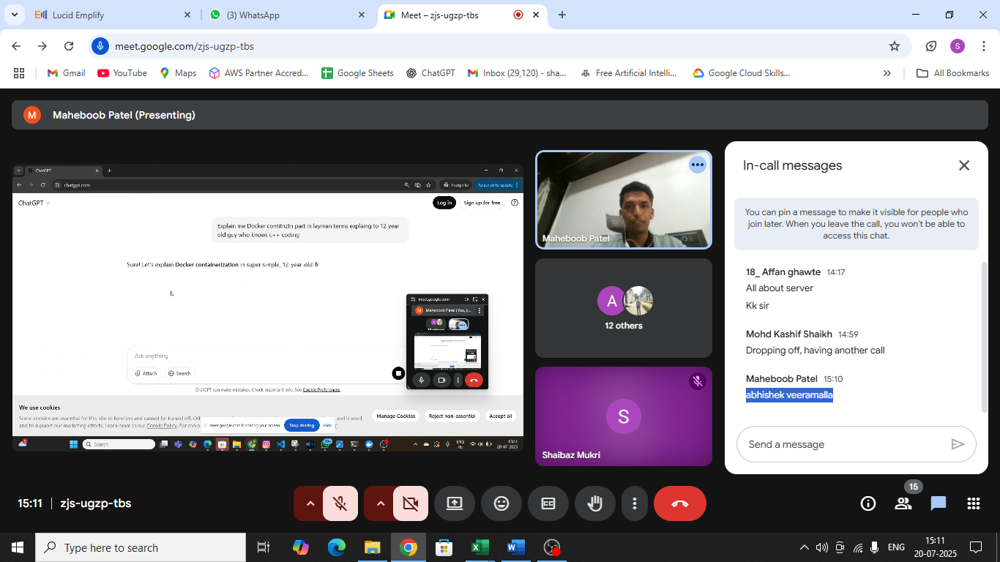 Lucid Emplify
(3) WhatsApp
Meet – zjs-ugzp-tbs
meet.google.com/zjs-ugzp-tbs
S
Gmail
YouTube
Maps
AWS Partner Accred...
Google Sheets
ChatGPT
Inbox (29,120) - sha...
Free Artificial Intelli...
Google Cloud Skills...
All Bookmarks
M
Maheboob Patel (Presenting)
ChatGPT
chatgpt.com
Incognito
Relaunch to update
ChatGPT
Log in
Sign up for free
Explain me Docker contitnztn part in layman terms explaing to 12 year
old guy who knows c++ coding
Sure! Let's explain Docker containerization in super simple, 12-year-old-fr
meet.google.com
M
Maheboob Patel (You, p...
Ask anything
Attach
Search
ChatGPT can make mistakes. Check important info. See Cookie Preferences.
We use cookies
Some cookies are essential for this site to function and cannot be turned off. Oth
and is used,
and to support our marketing efforts. Learn more in our Cookie Policy. For more
Manage Cookies
Reject non-essential
Accept all
meet.google.com is sharing your screen
Stop sharing
Hide
Search
ENG
IN
15:11
20-07-2025
Maheboob Patel
A
12 others
S
Shaibaz Mukri
In-call messages
You can pin a message to make it visible for people who
join later. When you leave the call, you won't be able to
access this chat.
18_ Affan ghawte 14:17
All about server
Kk sir
Mohd Kashif Shaikh 14:59
Dropping off, having another call
Maheboob Patel 15:10
abhishek veeramalla
Send a message
15:11 | zjs-ugzp-tbs
15
Type here to search
ENG
15:11
20-07-2025